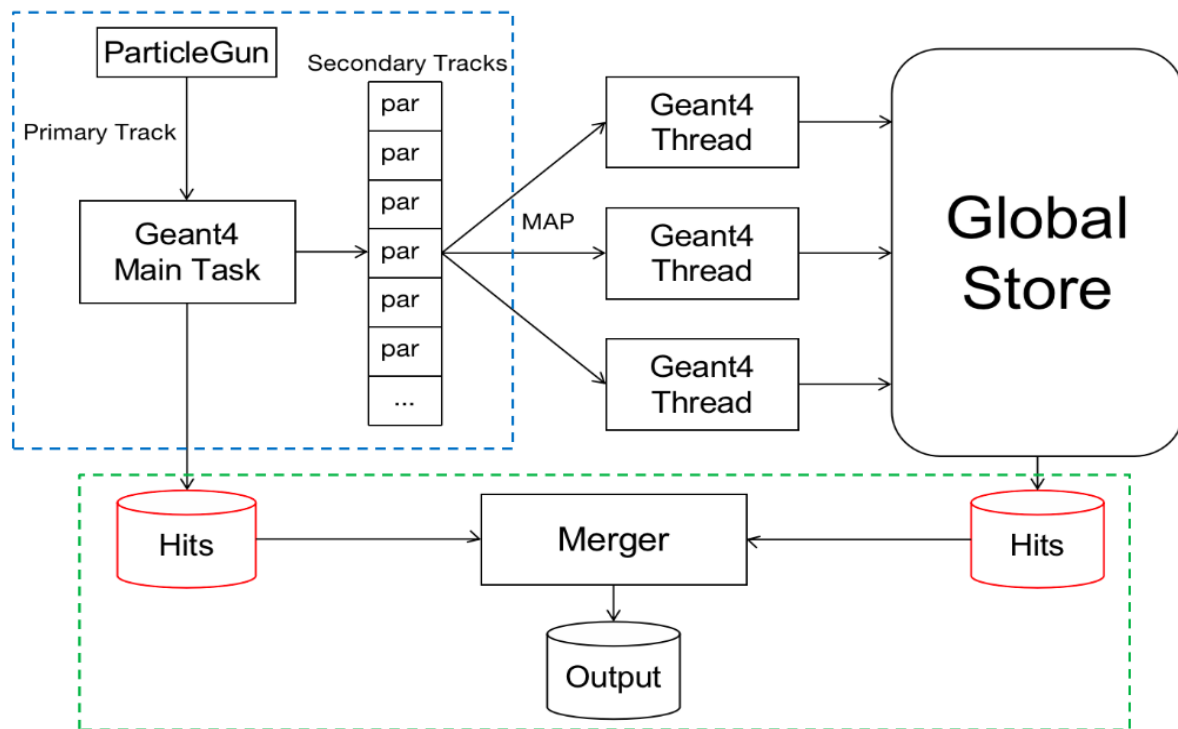 ParticleGun
Secondary Tracks
Primary Track
Geant4
Main Task
par
par
par
par
par
par
...
MAP
Geant4
Thread
Geant4
Thread
Geant4
Thread
Global
Store
Hits
Merger
Hits
Output